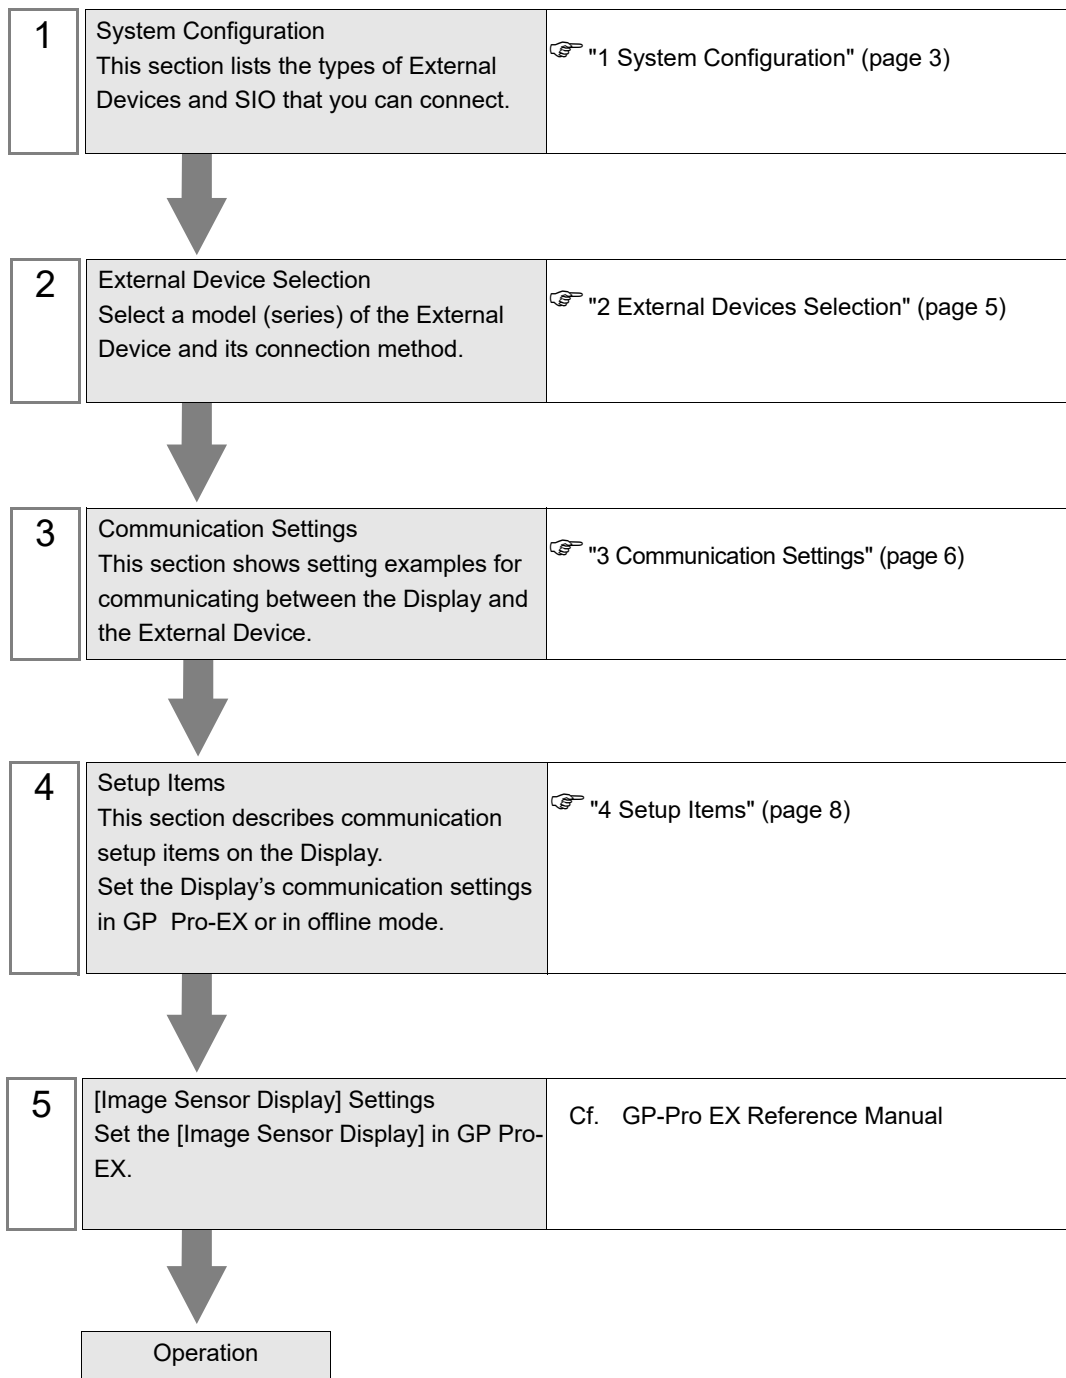 1
System Configuration
This section lists the types of External
Devices and SIO that you can connect.
"1 System Configuration" (page 3)
2
External Device Selection
Select a model (series) of the External
Device and its connection method.
"2 External Devices Selection" (page 5)
3
Communication Settings
This section shows setting examples for
communicating between the Display and
the External Device.
"3 Communication Settings" (page 6)
4
Setup Items
This section describes communication
setup items on the Display.
Set the Display’s communication settings
in GP Pro-EX or in offline mode.
"4 Setup Items" (page 8)
5
[Image Sensor Display] Settings
Set the [Image Sensor Display] in GP Pro-
EX.
Cf. GP-Pro EX Reference Manual
Operation